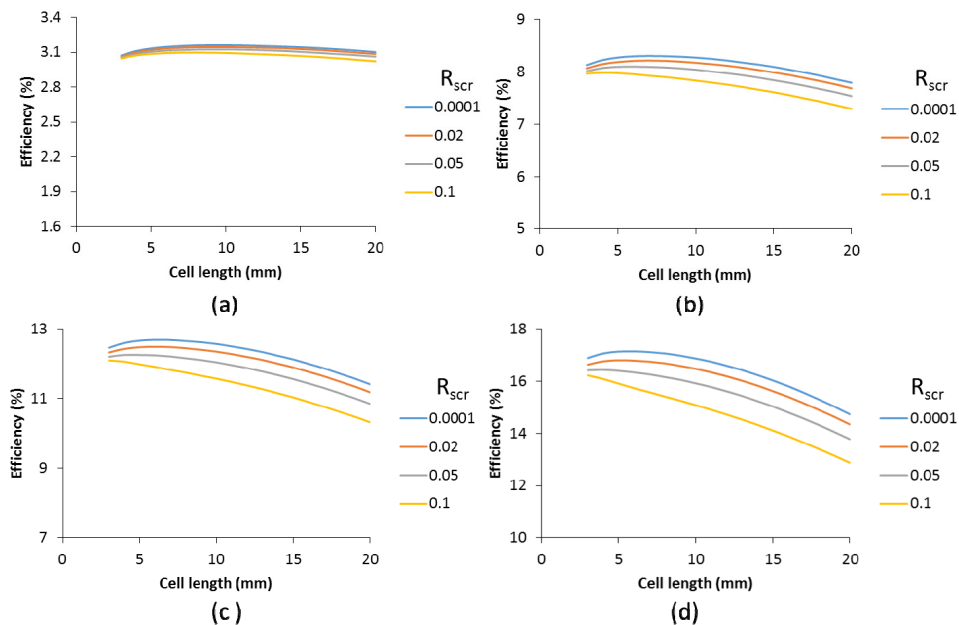 (a)
3.4
3.1
2.8
2.5
2.2
1.9
1.6
Efficiency (%)
0 5 10 15 20
Cell length (mm)
R_scr
0.0001
0.02
0.05
0.1
(a)
9
8
7
6
5
Efficiency (%)
0 5 10 15 20
Cell length (mm)
R_scr
0.0001
0.02
0.05
0.1
(b)
13
11
9
7
Efficiency (%)
0 5 10 15 20
Cell length (mm)
R_scr
0.0001
0.02
0.05
0.1
(c )
18
16
14
12
10
Efficiency (%)
0 5 10 15 20
Cell length (mm)
R_scr
0.0001
0.02
0.05
0.1
(d)